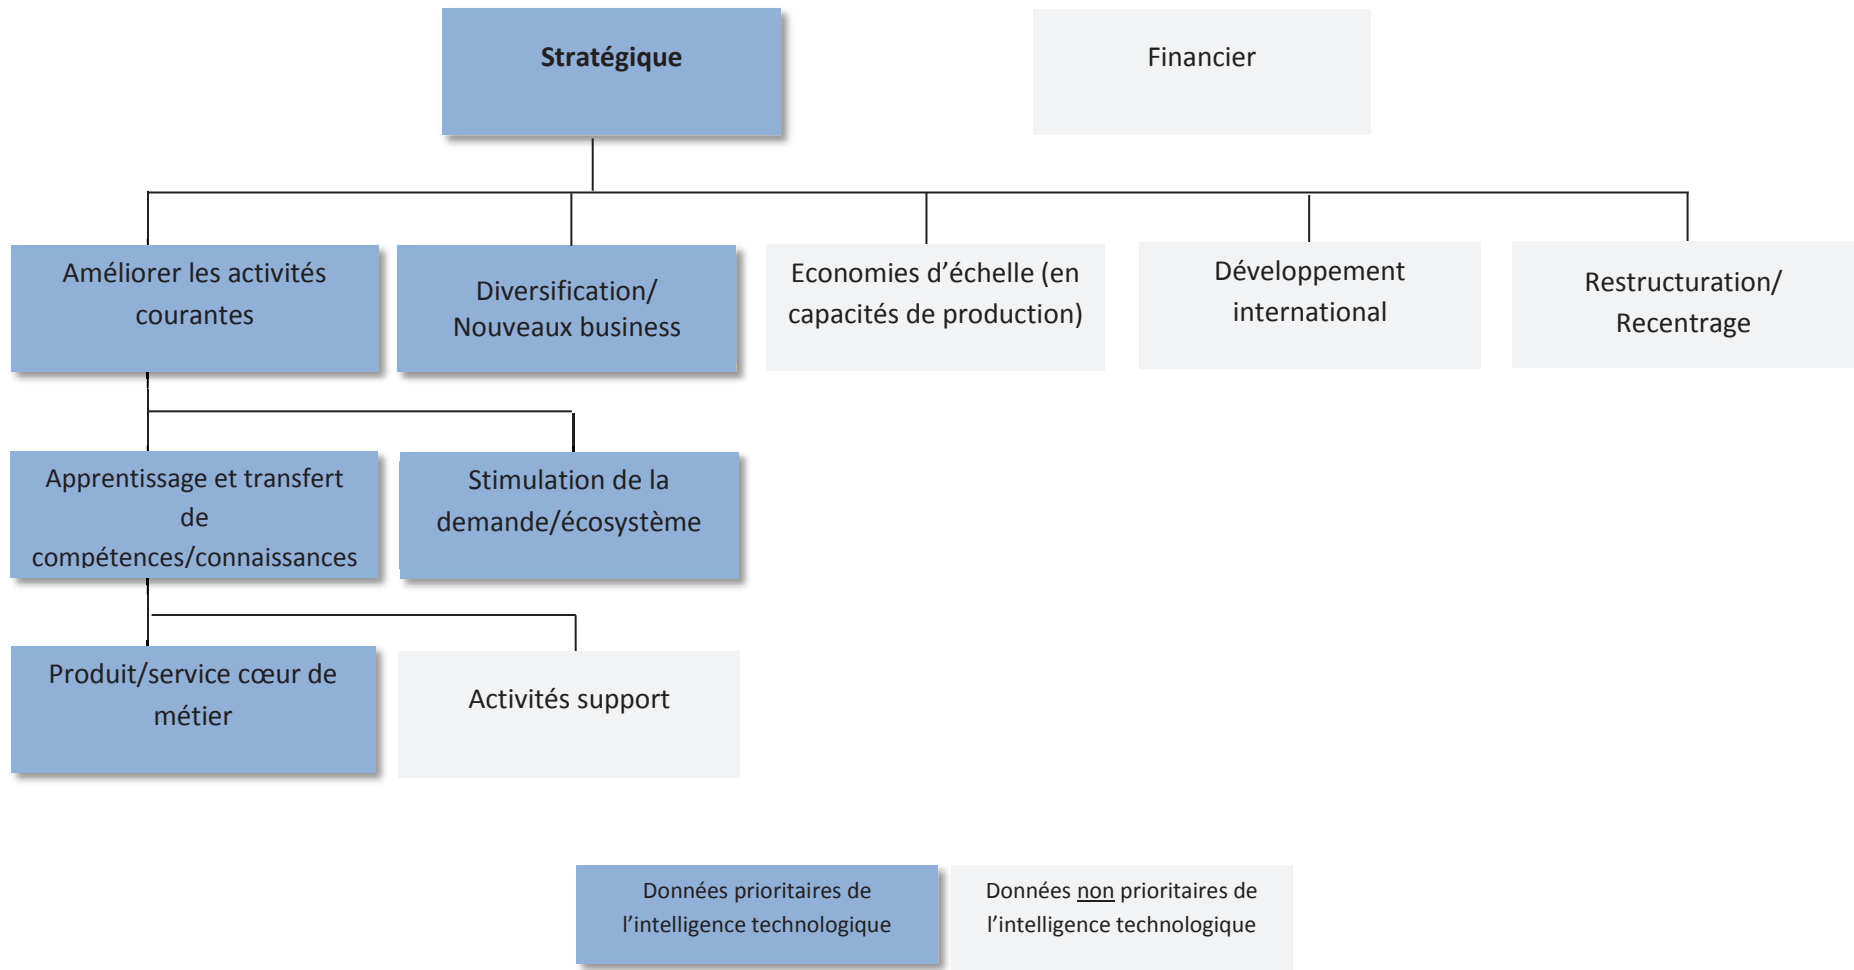 Stratégique
Financier
Améliorer les activités
courantes
Diversification/
Nouveaux business
Economies d’échelle (en
capacités de production)
Développement
international
Restructuration/
Recentrage
Apprentissage et transfert
de
compétences/connaissances
Stimulation de la
demande/écosystème
Produit/service cœur de
métier
Activités support
Données prioritaires de
l’intelligence technologique
Données non prioritaires de
l’intelligence technologique